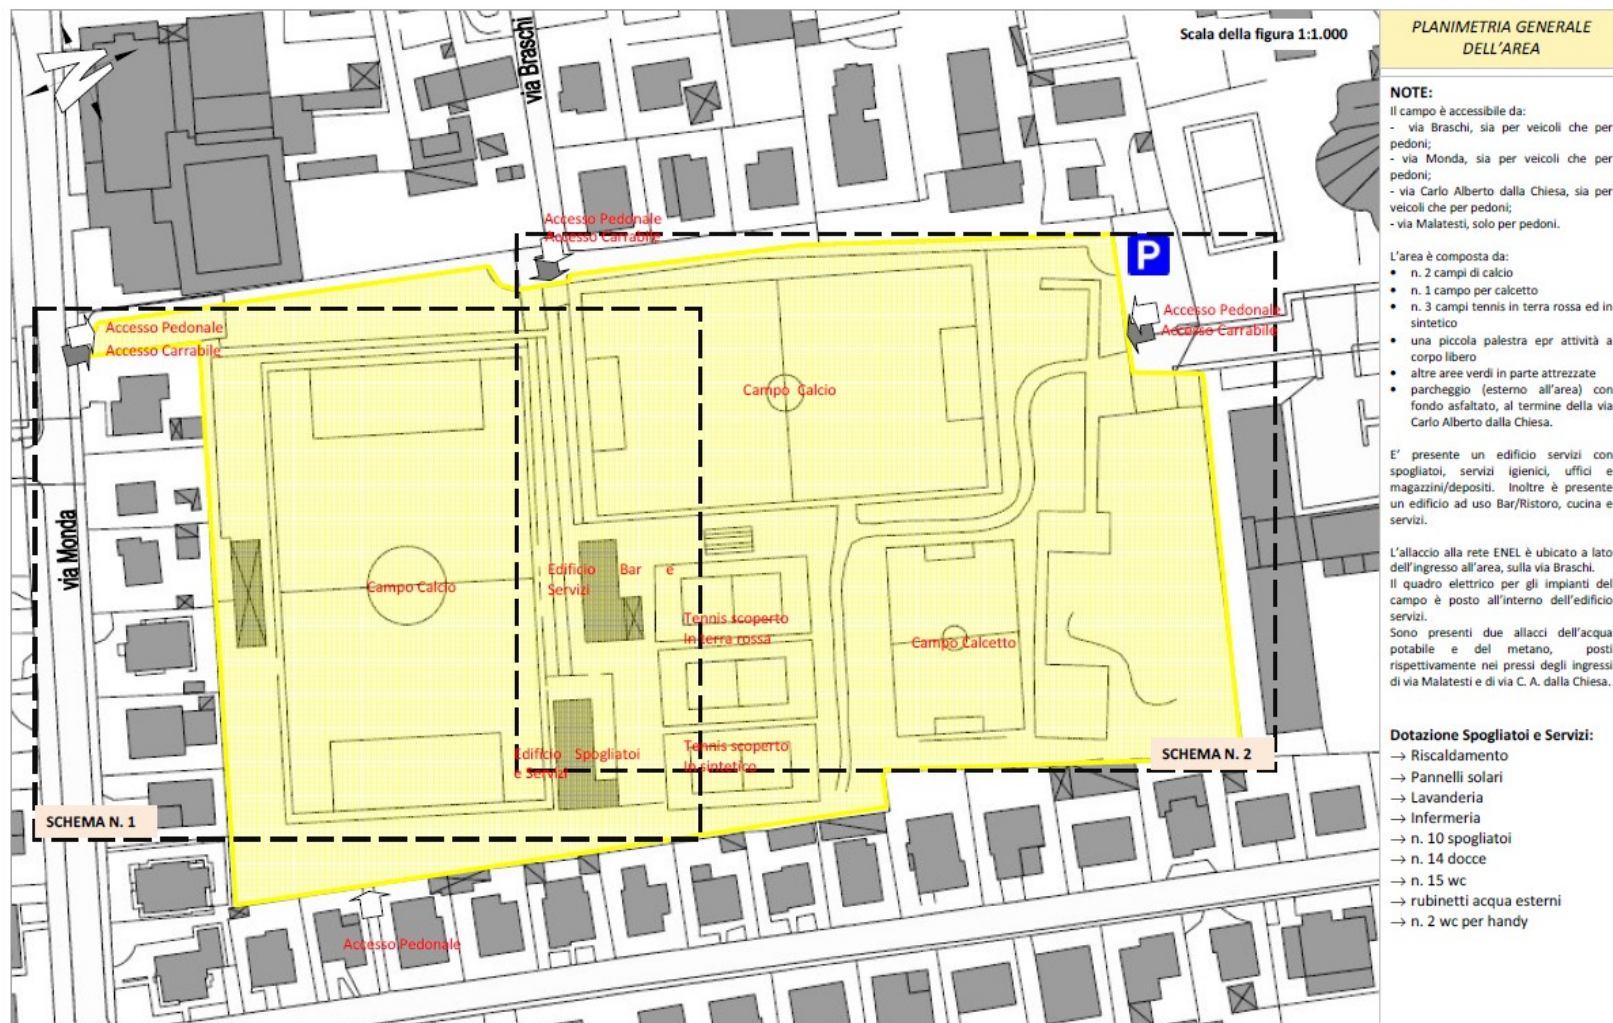 Scala della figura 1:1.000
via Braschi
Accesso Pedonale
Accesso Carrabile
P
Accesso Pedonale
Accesso Carrabile
Accesso Pedonale
Accesso Carrabile
Campo Calcio
via Monda
Campo Calcio
Edificio Bar e
Servizi
Tennis scoperto
In terra rossa
Campo Calcetto
Edificio Spogliatoi
e Servizi
Tennis scoperto
In sintetico
SCHEMA N. 2
SCHEMA N. 1
Accesso Pedonale
PLANIMETRIA GENERALE
DELL'AREA
NOTE:
Il campo è accessibile da:
- via Braschi, sia per veicoli che per
pedoni;
- via Monda, sia per veicoli che per
pedoni;
- via Carlo Alberto dalla Chiesa, sia per
veicoli che per pedoni;
- via Malatesti, solo per pedoni.
L'area è composta da:
• n. 2 campi di calcio
• n. 1 campo per calcetto
• n. 3 campi tennis in terra rossa ed in
sintetico
• una piccola palestra epr attività a
corpo libero
• altre aree verdi in parte attrezzate
• parcheggio (esterno all'area) con
fondo asfaltato, al termine della via
Carlo Alberto dalla Chiesa.
E' presente un edificio servizi con
spogliatoi, servizi igienici, uffici e
magazzini/depositi. Inoltre è presente
un edificio ad uso Bar/Ristoro, cucina e
servizi.
L'allaccio alla rete ENEL è ubicato a lato
dell'ingresso all'area, sulla via Braschi.
Il quadro elettrico per gli impianti del
campo è posto all'interno dell'edificio
servizi.
Sono presenti due allacci dell'acqua
potabile e del metano, posti
rispettivamente nei pressi degli ingressi
di via Malatesti e di via C. A. dalla Chiesa.
Dotazione Spogliatoi e Servizi:
→ Riscaldamento
→ Pannelli solari
→ Lavanderia
→ Infermeria
→ n. 10 spogliatoi
→ n. 14 docce
→ n. 15 wc
→ rubinetti acqua esterni
→ n. 2 wc per handy